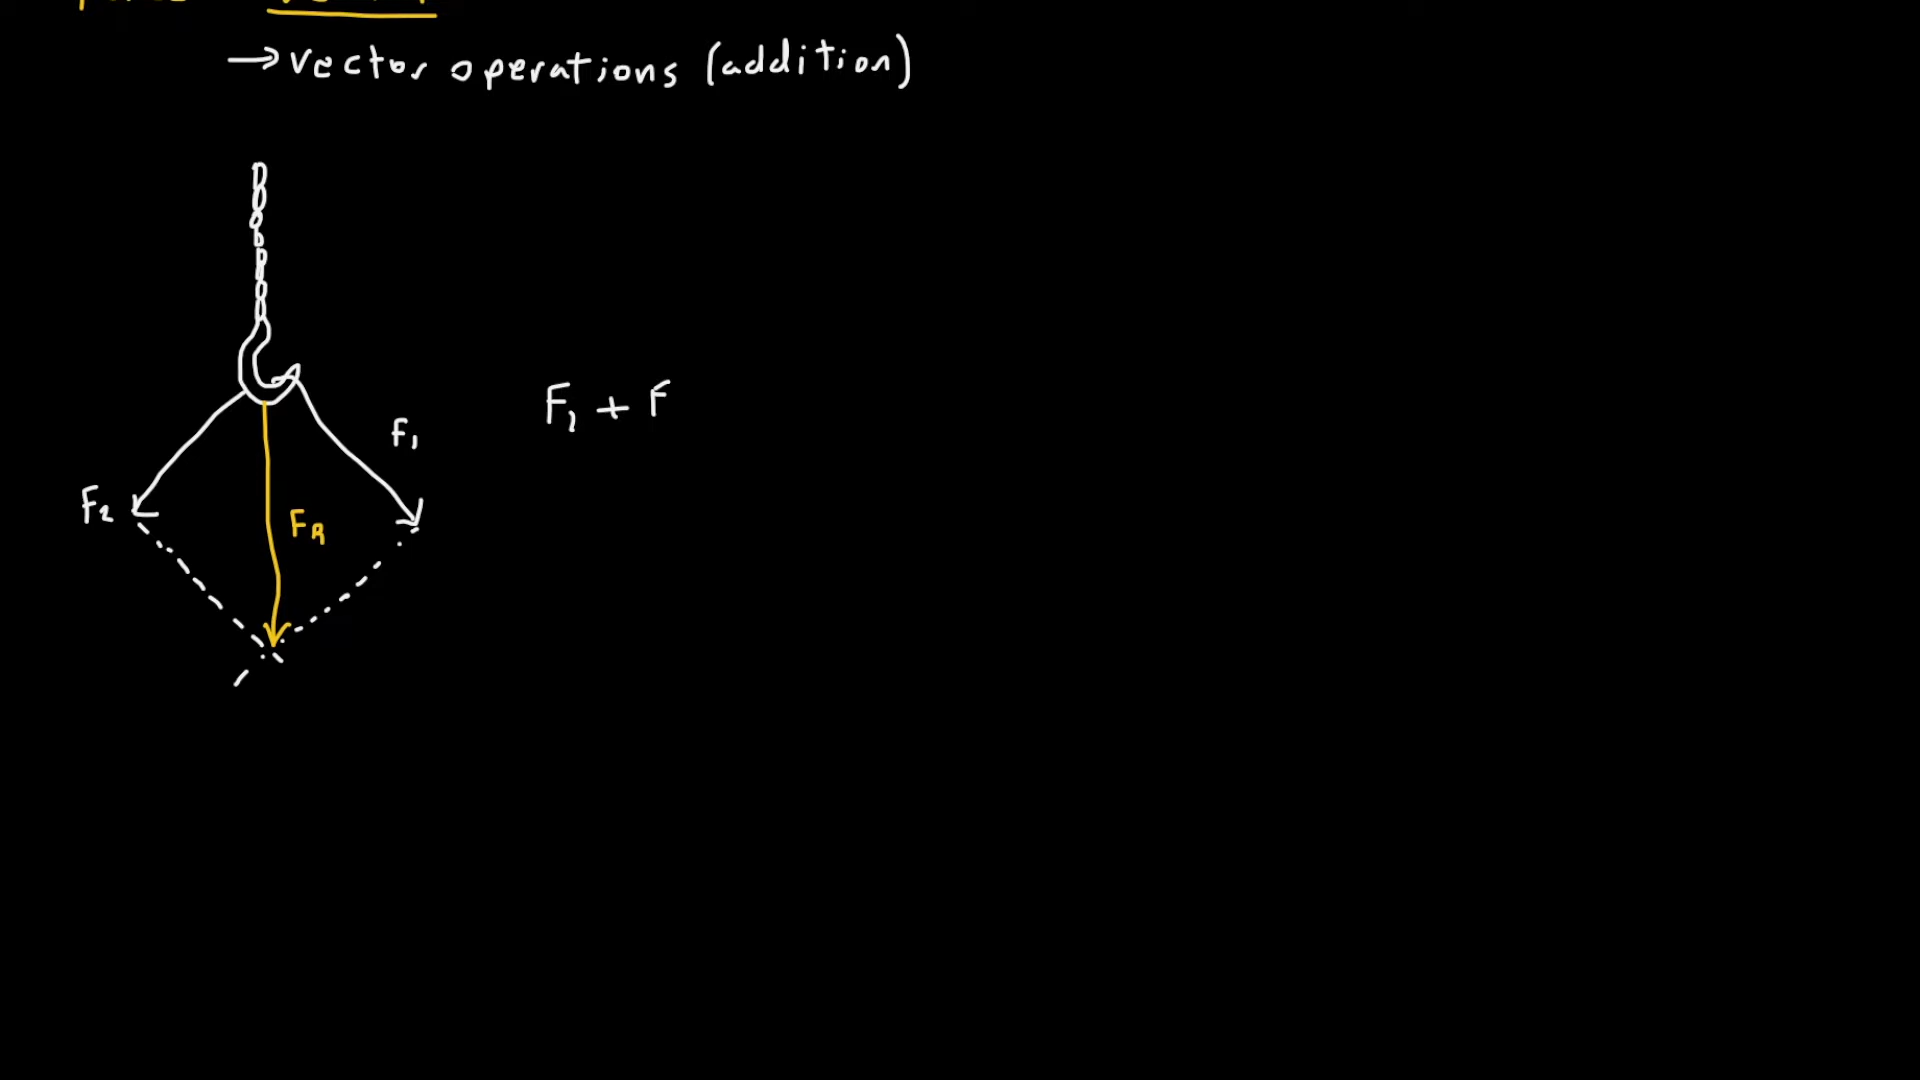 → vector operations (addition)
F₁
F₁ + F
F₂
F_R